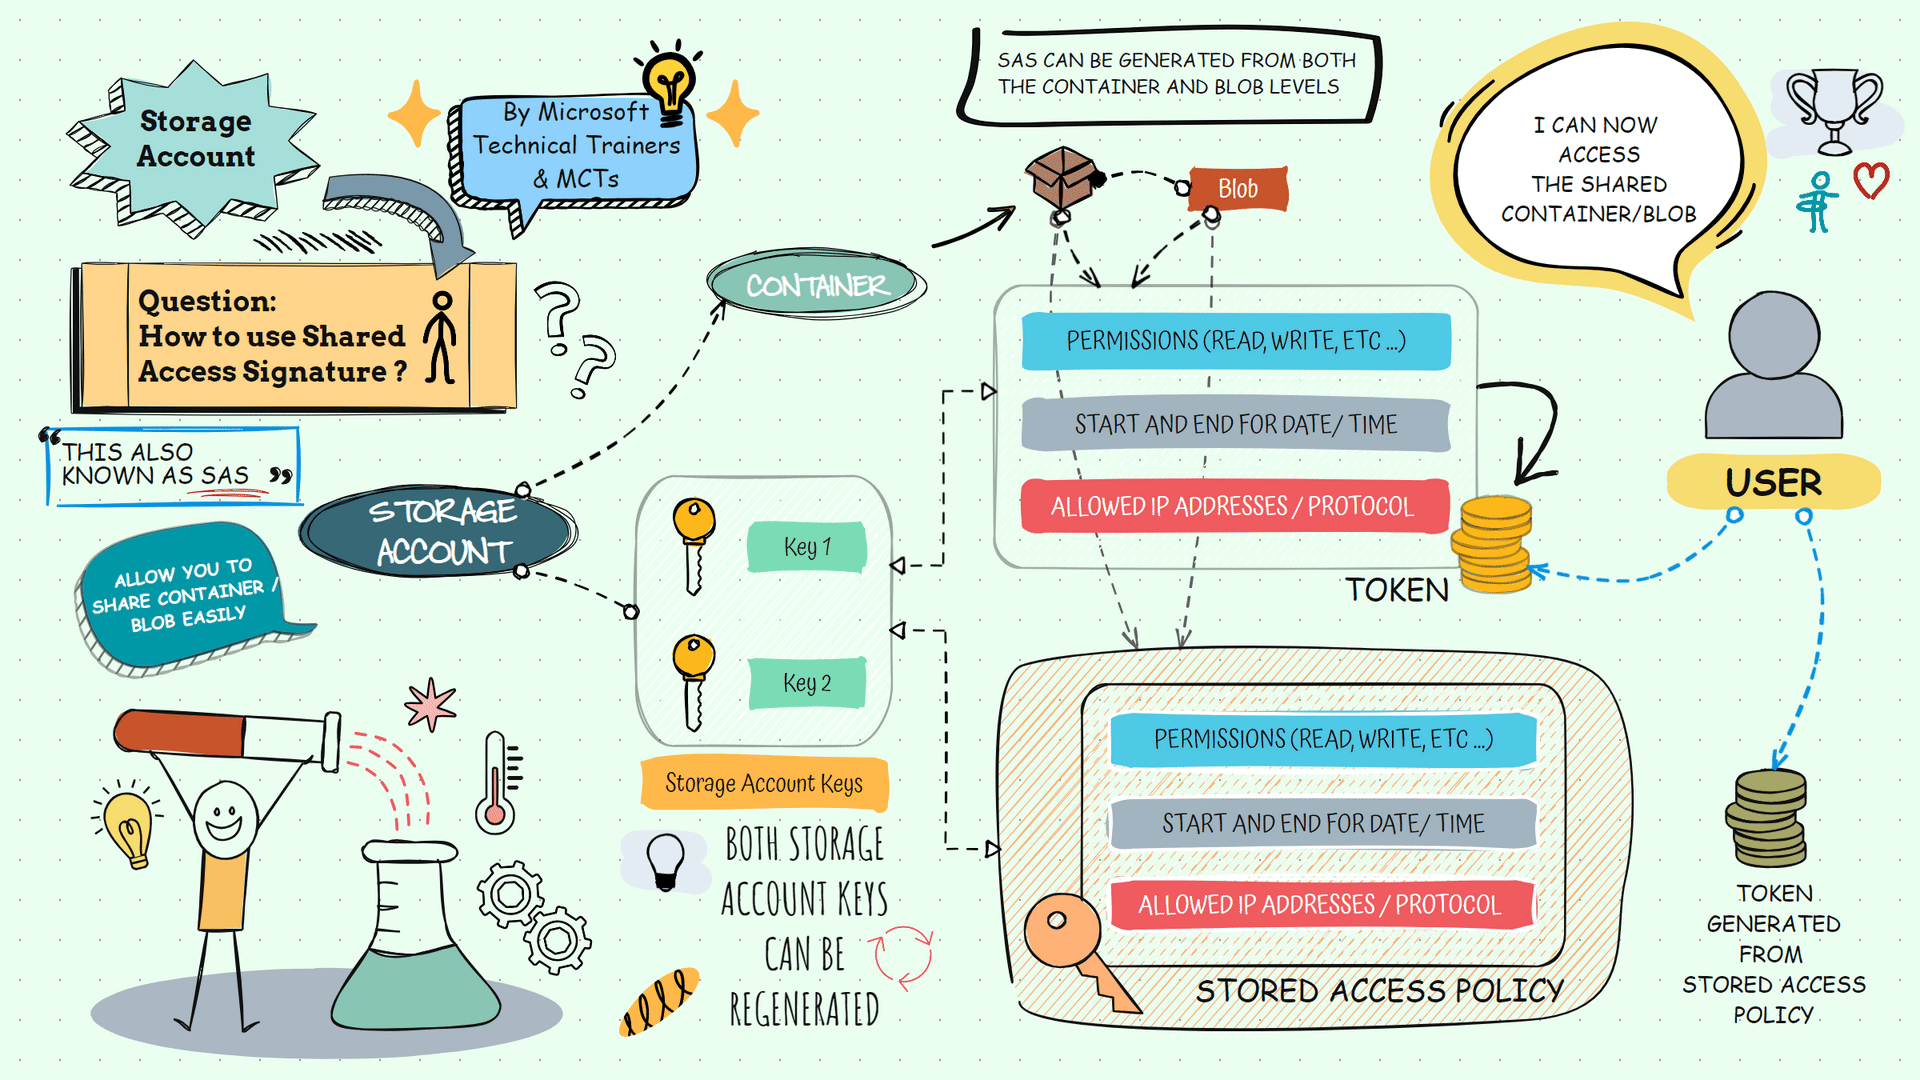 Storage
Account
By Microsoft
Technical Trainers
& MCTs
SAS CAN BE GENERATED FROM BOTH
THE CONTAINER AND BLOB LEVELS
I CAN NOW
ACCESS
THE SHARED
CONTAINER/BLOB
Blob
CONTAINER
Question:
How to use Shared
Access Signature ?
THIS ALSO
KNOWN AS SAS
STORAGE
ACCOUNT
ALLOW YOU TO
SHARE CONTAINER /
BLOB EASILY
Key 1
Key 2
Storage Account Keys
BOTH STORAGE
ACCOUNT KEYS
CAN BE
REGENERATED
PERMISSIONS (READ, WRITE, ETC ...)
START AND END FOR DATE/ TIME
ALLOWED IP ADDRESSES / PROTOCOL
TOKEN
USER
PERMISSIONS (READ, WRITE, ETC ...)
START AND END FOR DATE/ TIME
ALLOWED IP ADDRESSES / PROTOCOL
STORED ACCESS POLICY
TOKEN
GENERATED
FROM
STORED ACCESS
POLICY